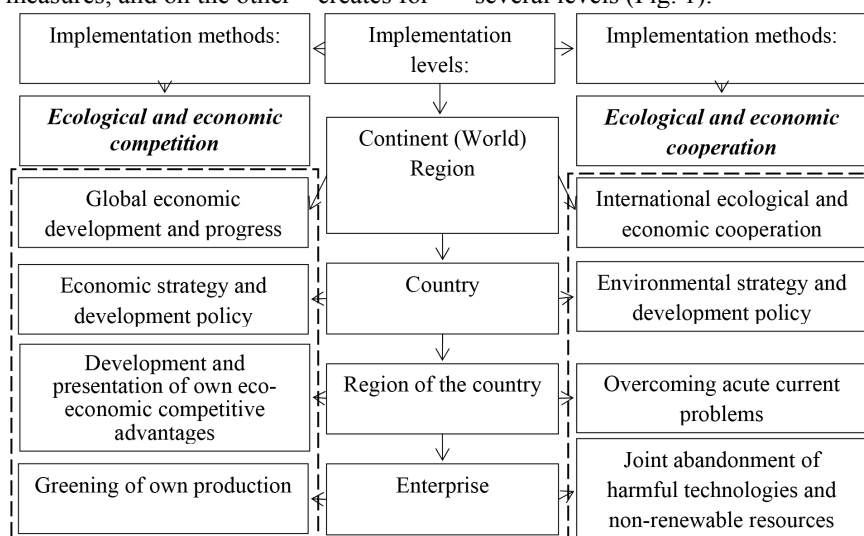 measures, and on the other – creates for
several levels (Fig. 1).
Implementation methods:
Implementation
levels:
Implementation methods:
Ecological and economic
competition
Continent (World)
Region
Ecological and economic
cooperation
Global economic
development and progress
International ecological and
economic cooperation
Economic strategy and
development policy
Country
Environmental strategy and
development policy
Development and
presentation of own eco-
economic competitive
advantages
Region of the country
Overcoming acute current
problems
Greening of own production
Enterprise
Joint abandonment of
harmful technologies and
non-renewable resources